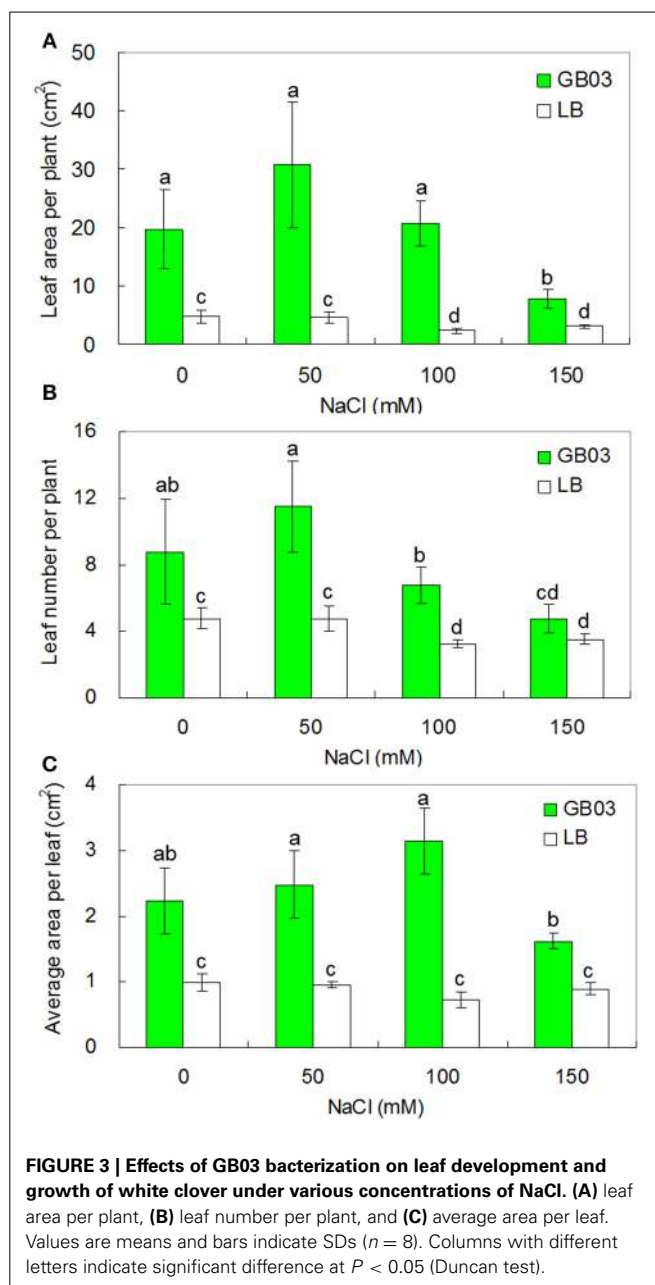 A
Leaf area per plant (cm²)
50
40
30
20
10
0
a
a
a
b
c
c
d
d
GB03
LB
0 50 100 150
NaCl (mM)
B
Leaf number per plant
16
12
8
4
0
ab
a
b
cd
c
c
d
d
GB03
LB
0 50 100 150
NaCl (mM)
C
Average area per leaf (cm²)
4
3
2
1
0
ab
a
a
b
c
c
c
c
GB03
LB
0 50 100 150
NaCl (mM)
FIGURE 3 | Effects of GB03 bacterization on leaf development and
growth of white clover under various concentrations of NaCl. (A) leaf
area per plant, (B) leaf number per plant, and (C) average area per leaf.
Values are means and bars indicate SDs (n = 8). Columns with different
letters indicate significant difference at P < 0.05 (Duncan test).